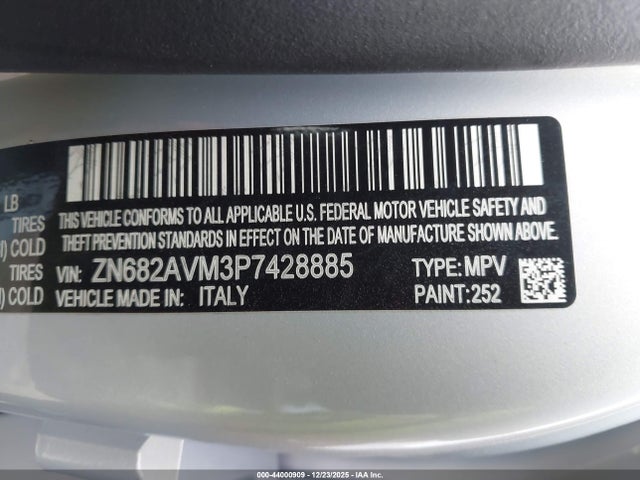 LB
TIRES
COLD
TIRES
COLD
THIS VEHICLE CONFORMS TO ALL APPLICABLE U.S. FEDERAL MOTOR VEHICLE SAFETY AND
THEFT PREVENTION STANDARDS IN EFFECT ON THE DATE OF MANUFACTURE SHOWN ABOVE.
VIN: ZN682AVM3P7428885 TYPE:MPV
VEHICLE MADE IN: ITALY PAINT:252
000-44000909 - 12/23/2025 - IAA Inc.